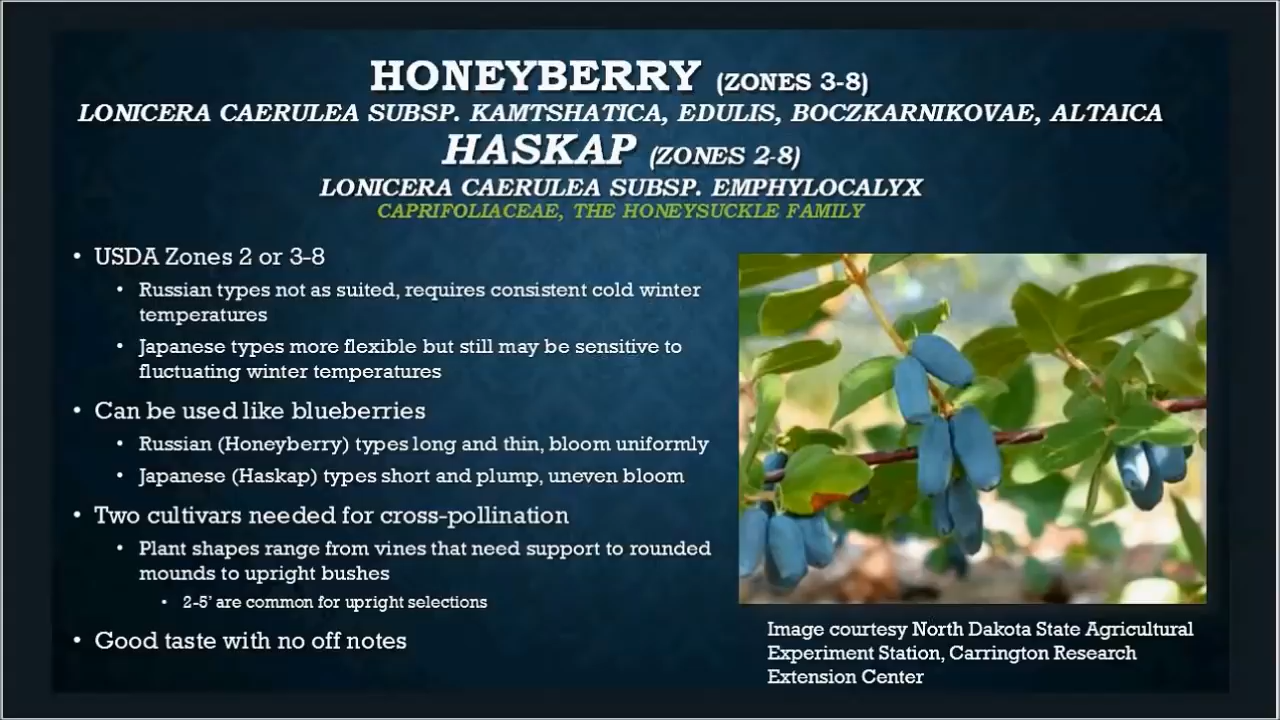 HONEYBERRY (ZONES 3-8)
LONICERA CAERULEA SUBSP. KAMTSHATICA, EDULIS, BOCZKARNIKOVAE, ALTAICA
HASKAP (ZONES 2-8)
LONICERA CAERULEA SUBSP. EMPHYLOCALYX
CAPRIFOLIACEAE, THE HONEYSUCKLE FAMILY
• USDA Zones 2 or 3-8
• Russian types not as suited, requires consistent cold winter
temperatures
• Japanese types more flexible but still may be sensitive to
fluctuating winter temperatures
• Can be used like blueberries
• Russian (Honeyberry) types long and thin, bloom uniformly
• Japanese (Haskap) types short and plump, uneven bloom
• Two cultivars needed for cross-pollination
• Plant shapes range from vines that need support to rounded
mounds to upright bushes
• 2-5' are common for upright selections
• Good taste with no off notes
Image courtesy North Dakota State Agricultural
Experiment Station, Carrington Research
Extension Center